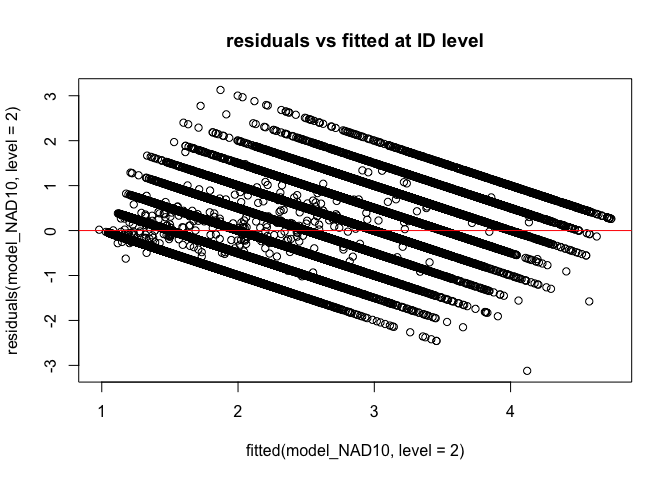 residuals vs fitted at ID level
residuals(model_NAD10, level = 2)
3
2
1
0
-1
-2
-3
1 2 3 4
fitted(model_NAD10, level = 2)